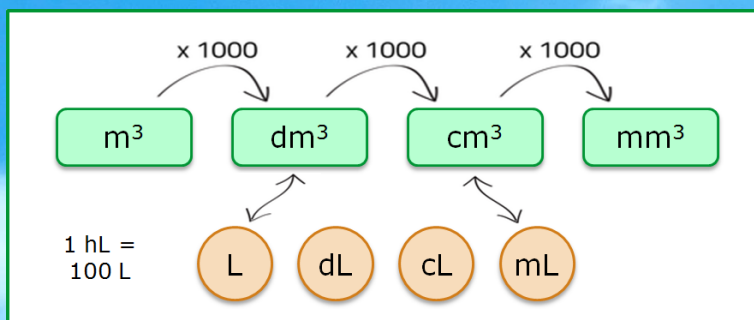 x 1000 x 1000 x 1000
m³ dm³ cm³ mm³
1 hL =
100 L
L dL cL mL